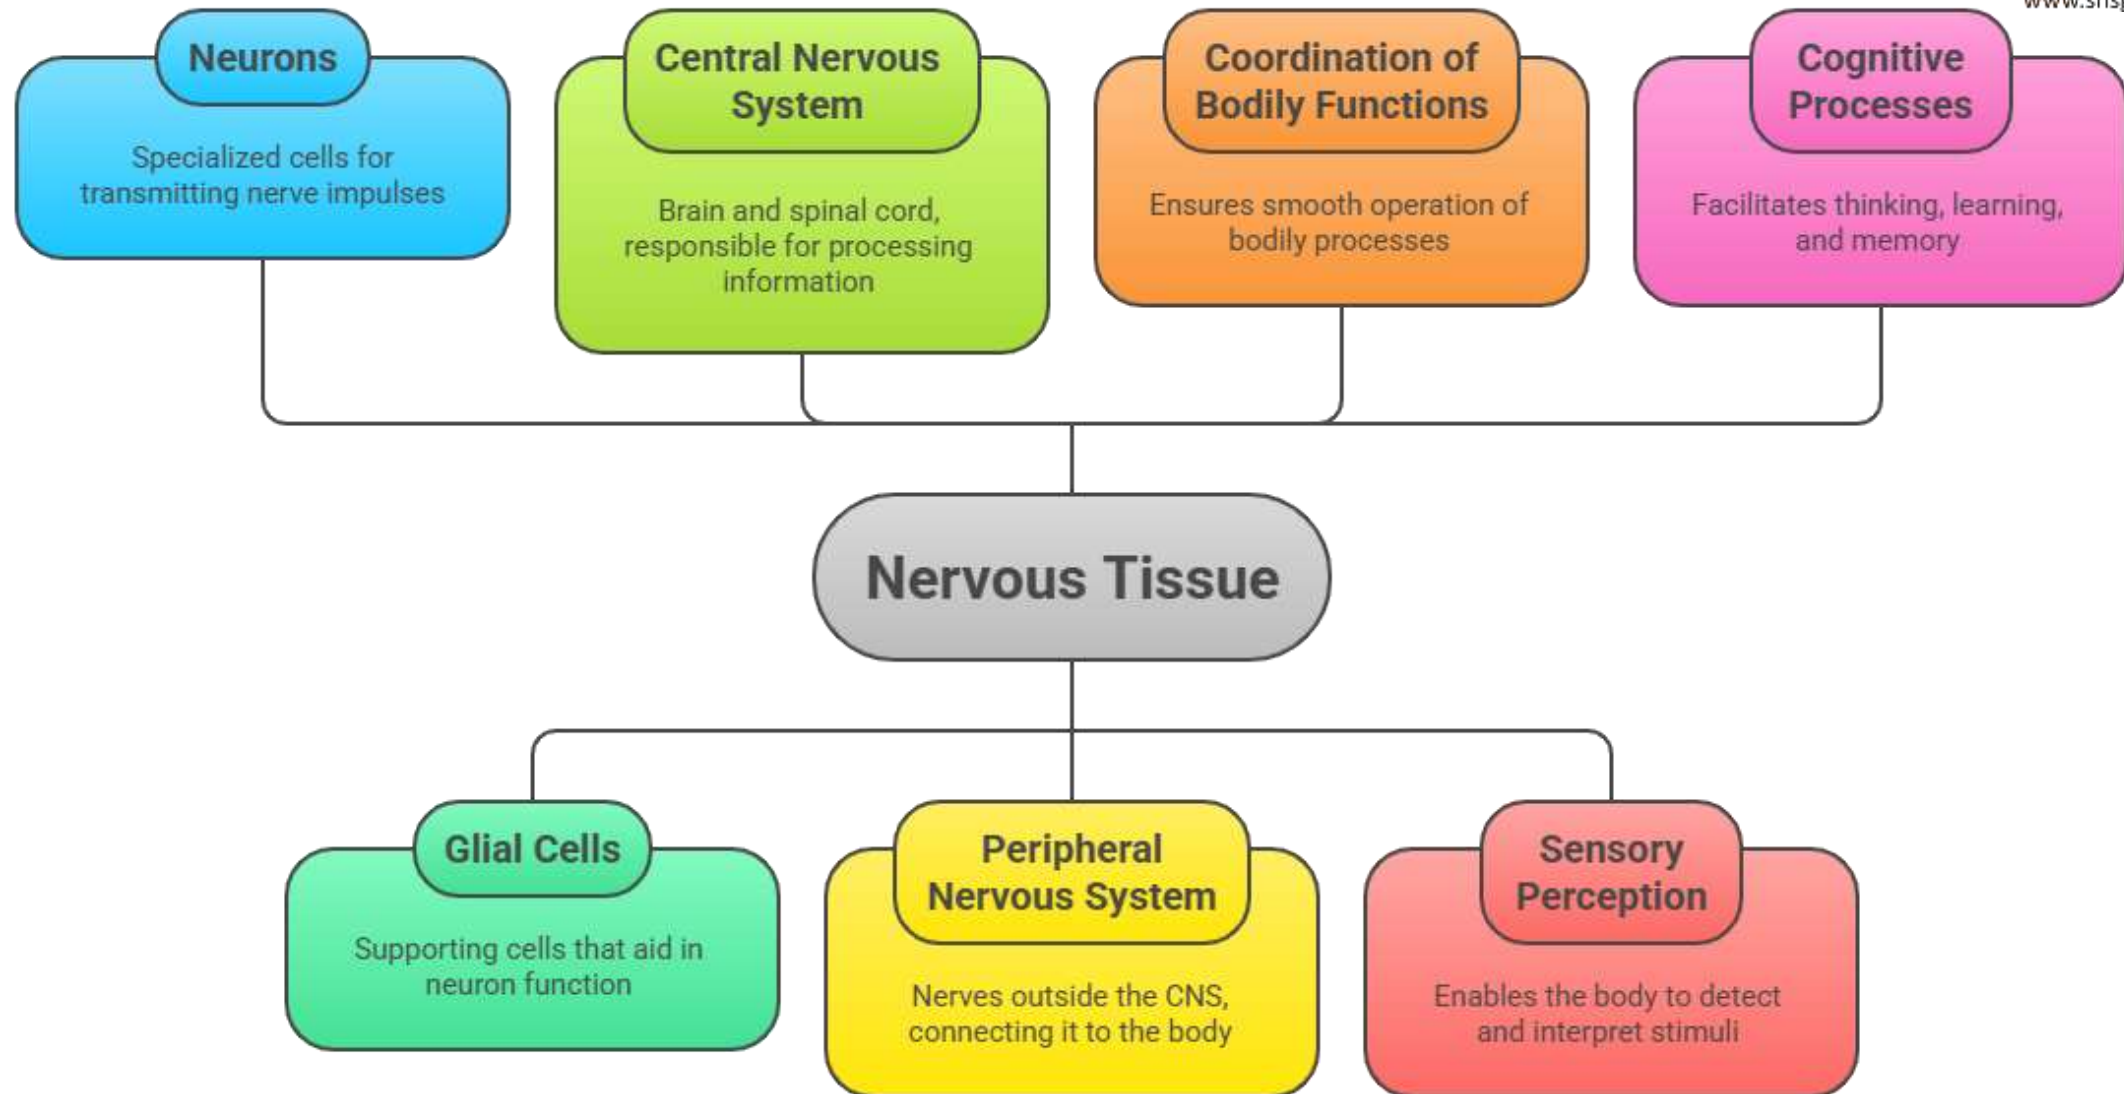 Neurons
Specialized cells for
transmitting nerve impulses
Central Nervous
System
Brain and spinal cord,
responsible for processing
information
Coordination of
Bodily Functions
Ensures smooth operation of
bodily processes
Cognitive
Processes
Facilitates thinking, learning,
and memory
Nervous Tissue
Glial Cells
Supporting cells that aid in
neuron function
Peripheral
Nervous System
Nerves outside the CNS,
connecting it to the body
Sensory
Perception
Enables the body to detect
and interpret stimuli